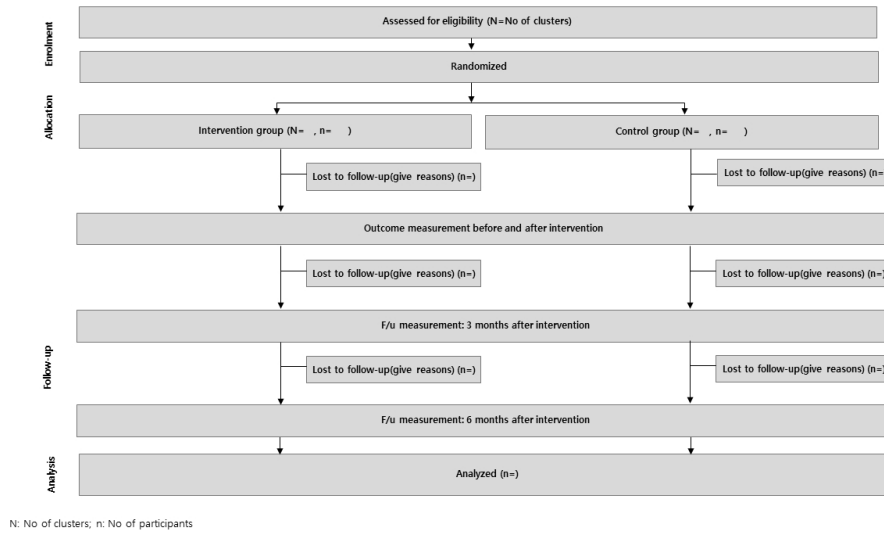 Enrolment
Assessed for eligibility (N=No of clusters)
Randomized
Allocation
Intervention group (N= , n= )
Control group (N= , n= )
Lost to follow-up(give reasons) (n=)
Lost to follow-up(give reasons) (n=
Outcome measurement before and after intervention
Lost to follow-up(give reasons) (n=)
Lost to follow-up(give reasons) (n=)
F/u measurement: 3 months after intervention
Follow-up
Lost to follow-up(give reasons) (n=)
Lost to follow-up(give reasons) (n=)
F/u measurement: 6 months after intervention
Analysis
Analyzed (n=)
N: No of clusters; n: No of participants